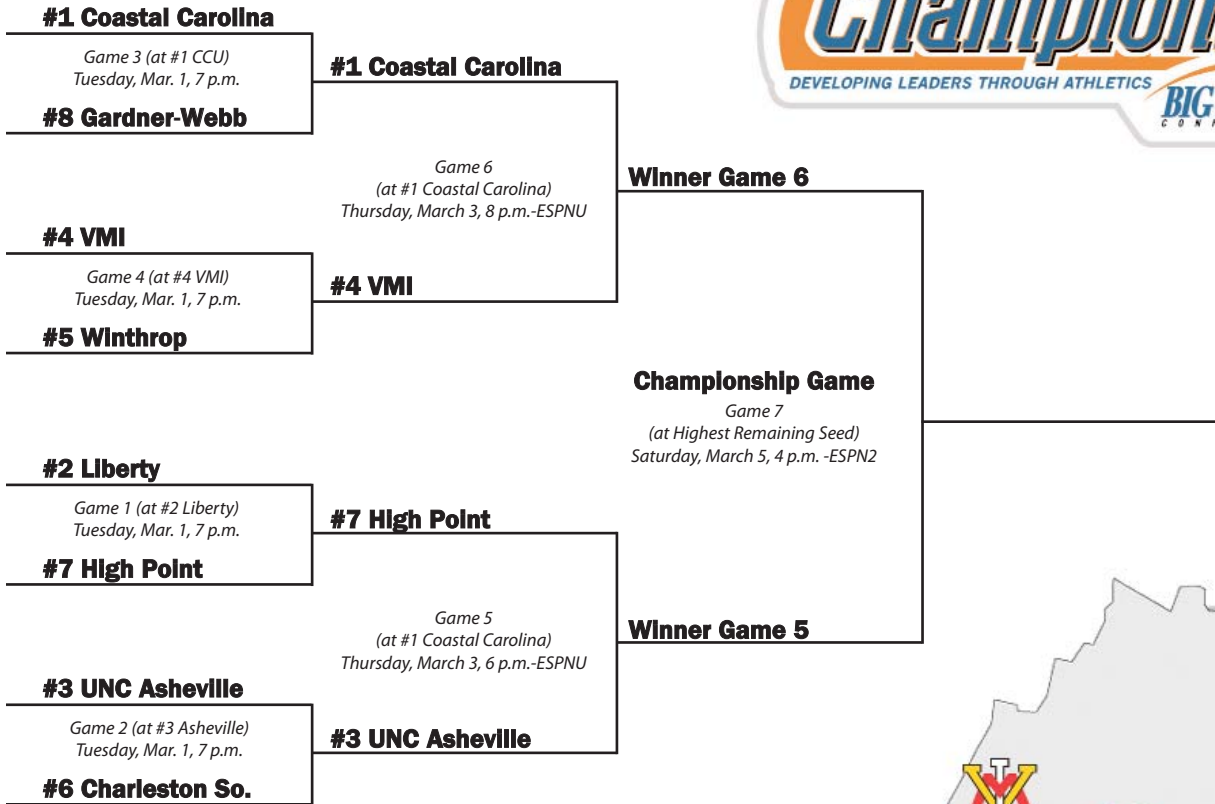 #1 Coastal Carolina
Game 3 (at #1 CCU)
Tuesday, Mar. 1, 7 p.m.
#8 Gardner-Webb
#1 Coastal Carolina
Game 6
(at #1 Coastal Carolina)
Thursday, March 3, 8 p.m.-ESPNU
#4 VMI
Game 4 (at #4 VMI)
Tuesday, Mar. 1, 7 p.m.
#5 Winthrop
#4 VMI
Winner Game 6
Championship Game
Game 7
(at Highest Remaining Seed)
Saturday, March 5, 4 p.m. -ESPN2
#2 Liberty
Game 1 (at #2 Liberty)
Tuesday, Mar. 1, 7 p.m.
#7 High Point
#7 High Point
Game 5
(at #1 Coastal Carolina)
Thursday, March 3, 6 p.m.-ESPNU
Winner Game 5
#3 UNC Asheville
Game 2 (at #3 Asheville)
Tuesday, Mar. 1, 7 p.m.
#6 Charleston So.
#3 UNC Asheville
DEVELOPING LEADERS THROUGH ATHLETICS
BIG